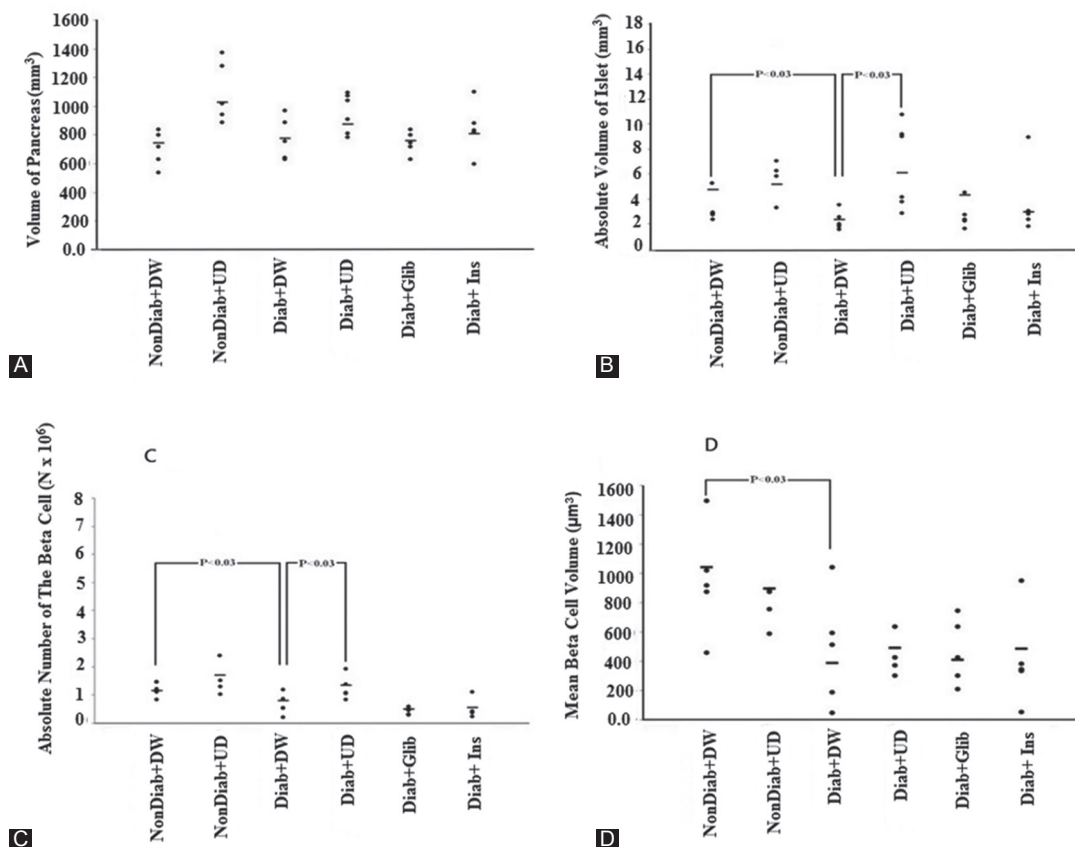 Volume of Pancreas(mm³)
1600
1400
1200
1000
800
600
400
200
0.0
NonDiab+DW
NonDiab+UD
Diab+DW
Diab+UD
Diab+Glib
Diab+ Ins
A
Absolute Volume of Islet (mm³)
18
16
14
12
10
8
6
4
2
0
P<0.03
P<0.03
NonDiab+DW
NonDiab+UD
Diab+DW
Diab+UD
Diab+Glib
Diab+ Ins
B
C
Absolute Number of The Beta Cell (N x 10⁶)
8
7
6
5
4
3
2
1
0
P<0.03
P<0.03
NonDiab+DW
NonDiab+UD
Diab+DW
Diab+UD
Diab+Glib
Diab+ Ins
C
D
Mean Beta Cell Volume (µm³)
1600
1400
1200
1000
800
600
400
200
0.0
P<0.03
NonDiab+DW
NonDiab+UD
Diab+DW
Diab+UD
Diab+Glib
Diab+ Ins
D